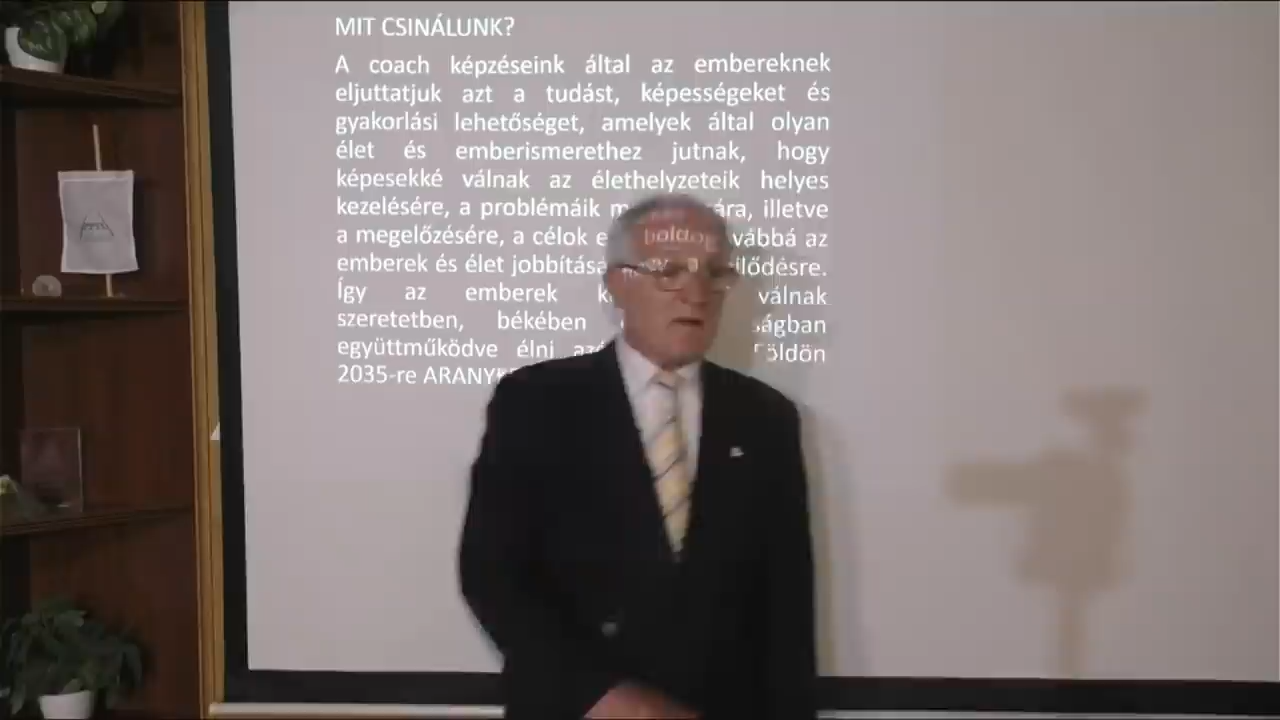 MIT CSINÁLUNK?
A coach képzéseink által az embereknek
eljuttatjuk azt a tudást, képességeket és
gyakorlási lehetőséget, amelyek által olyan
élet és emberismerethez jutnak, hogy
képesekké válnak az élethelyzeteik helyes
kezelésére, a problémáik illetve
a megelőzésére, a célok az
emberek és élet jobbítása
Így az emberek válnak
szeretetben, békében
együttműködve élni
2035-re